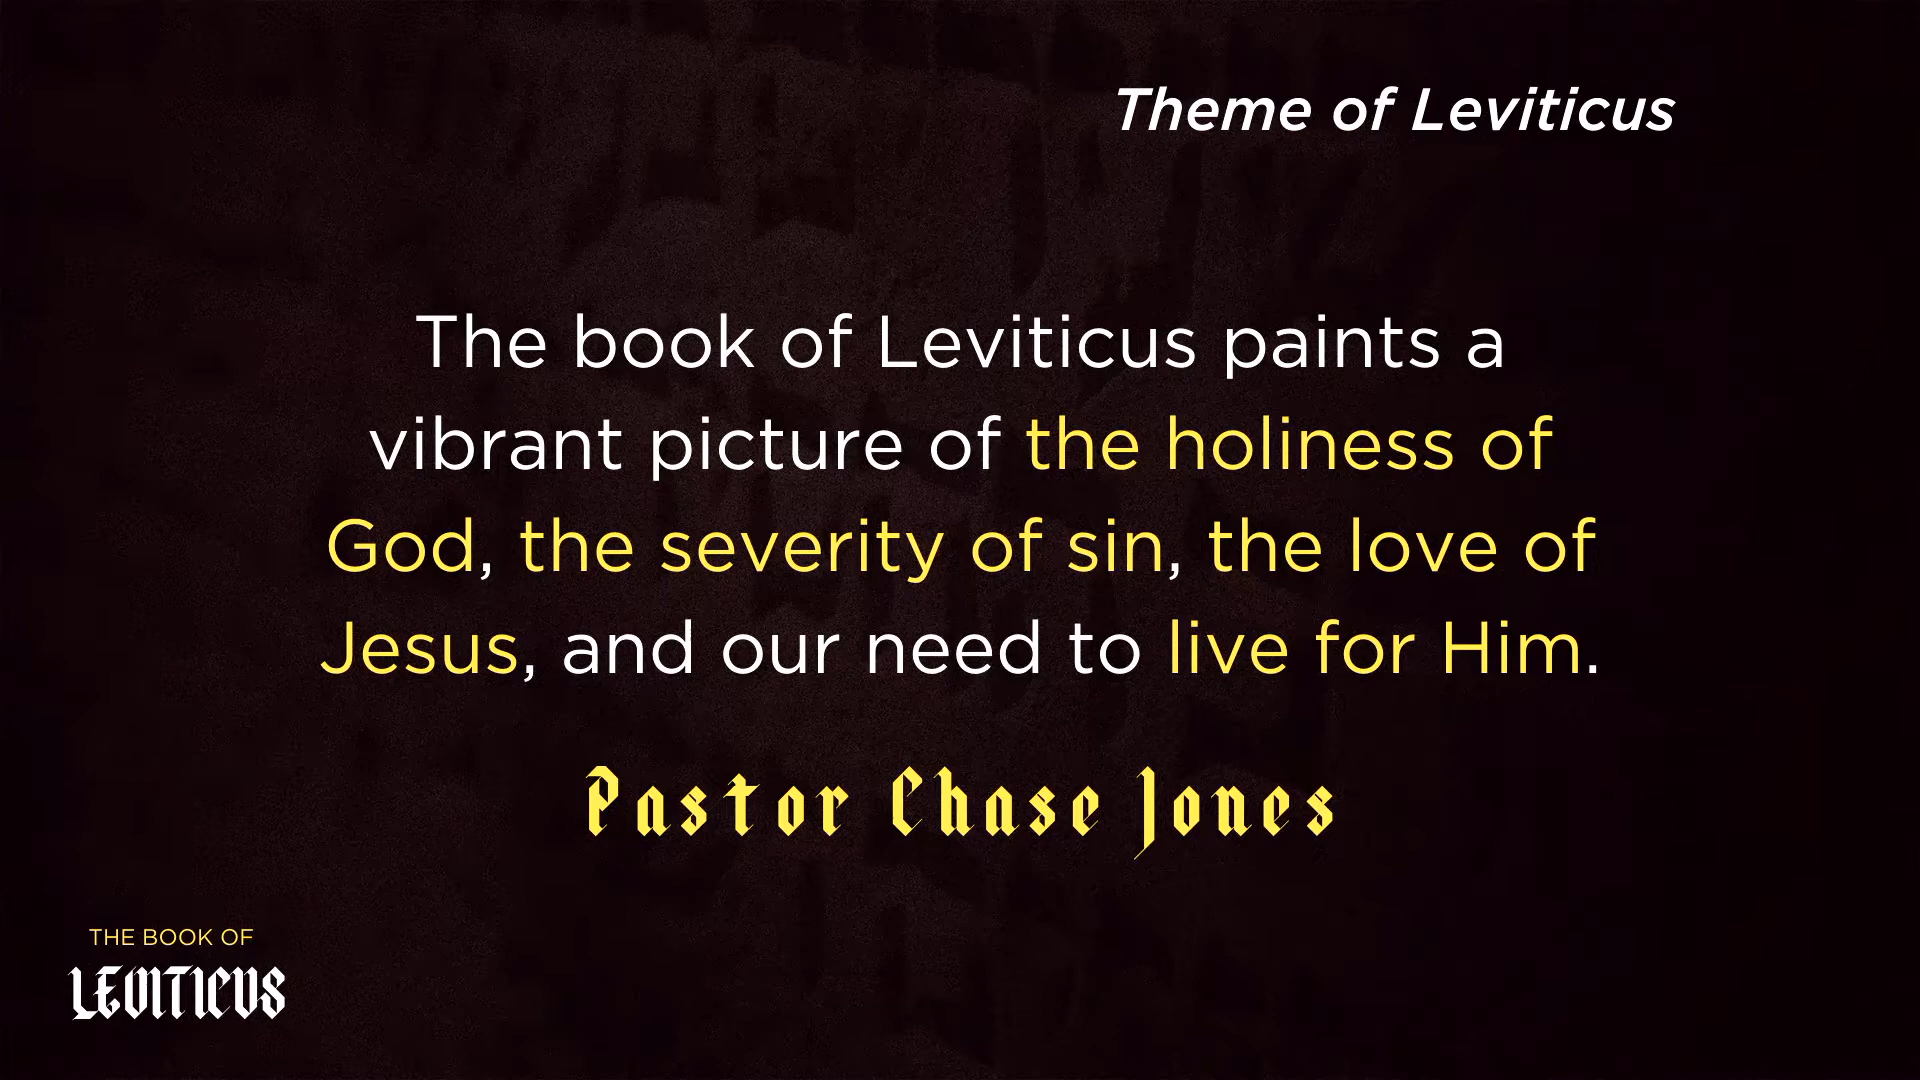 Theme of Leviticus
The book of Leviticus paints a
vibrant picture of the holiness of
God, the severity of sin, the love of
Jesus, and our need to live for Him.
Pastor Chase Jones
THE BOOK OF
LEVITICUS